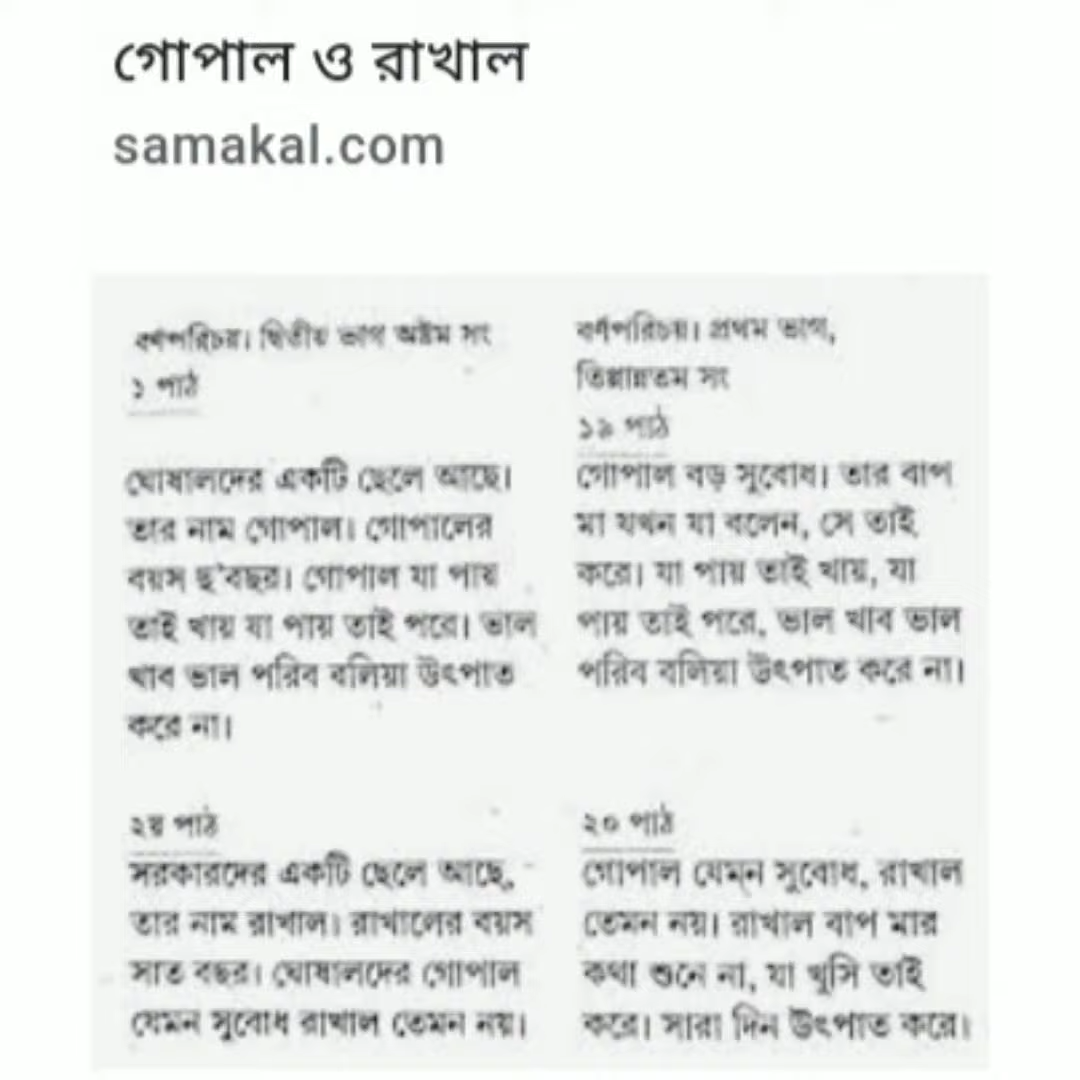 গোপাল ও রাখাল
samakal.com
বর্ণপরিচয়। দ্বিতীয় ভাগ অষ্টম সং
১ পাঠ
ঘোষালদের একটি ছেলে আছে।
তার নাম গোপাল। গোপালের
বয়স ছ'বছর। গোপাল যা পায়
তাই খায় যা পায় তাই পরে। ভাল
খাব ভাল পরিব বলিয়া উৎপাত
করে না।
২য় পাঠ
সরকারদের একটি ছেলে আছে,
তার নাম রাখাল। রাখালের বয়স
সাত বছর। ঘোষালদের গোপাল
যেমন সুবোধ রাখাল তেমন নয়।
বর্ণপরিচয়। প্রথম ভাগ,
তিপ্পান্নতম সং
১৯ পাঠ
গোপাল বড় সুবোধ। তার বাপ
মা যখন যা বলেন, সে তাই
করে। যা পায় তাই খায়, যা
পায় তাই পরে, ভাল খাব ভাল
পরিব বলিয়া উৎপাত করে না।
২০ পাঠ
গোপাল যেমন সুবোধ, রাখাল
তেমন নয়। রাখাল বাপ মার
কথা শুনে না, যা খুসি তাই
করে। সারা দিন উৎপাত করে।